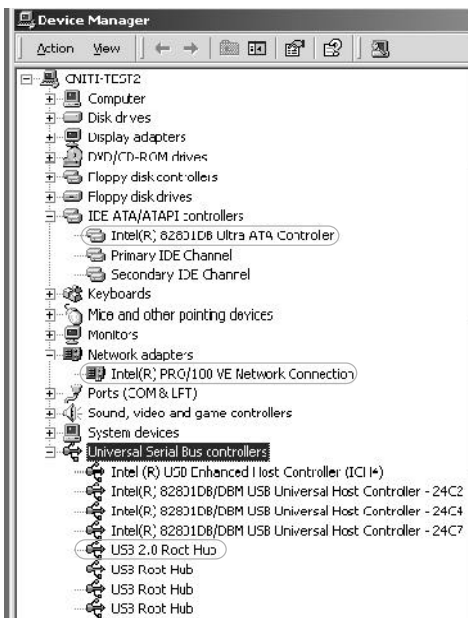 Device Manager
Action View
CNITI-TEST2
Computer
Disk drives
Display adapters
DVD/CD-ROM drives
Floppy disk controllers
Floppy disk drives
IDE ATA/ATAPI controllers
Intel(R) 82801DB Ultra ATA Controller
Primary IDE Channel
Secondary IDE Channel
Keyboards
Mice and other pointing devices
Monitors
Network adapters
Intel(R) PRO/100 VE Network Connection
Ports (COM & LPT)
Sound, video and game controllers
System devices
Universal Serial Bus controllers
Intel (R) USB Enhanced Host Controller (ICH4)
Intel(R) 82801DB/DBM USB Universal Host Controller - 24C2
Intel(R) 82801DB/DBM USB Universal Host Controller - 24C4
Intel(R) 82801DB/DBM USB Universal Host Controller - 24C7
USB 2.0 Root Hub
USB Root Hub
USB Root Hub
USB Root Hub